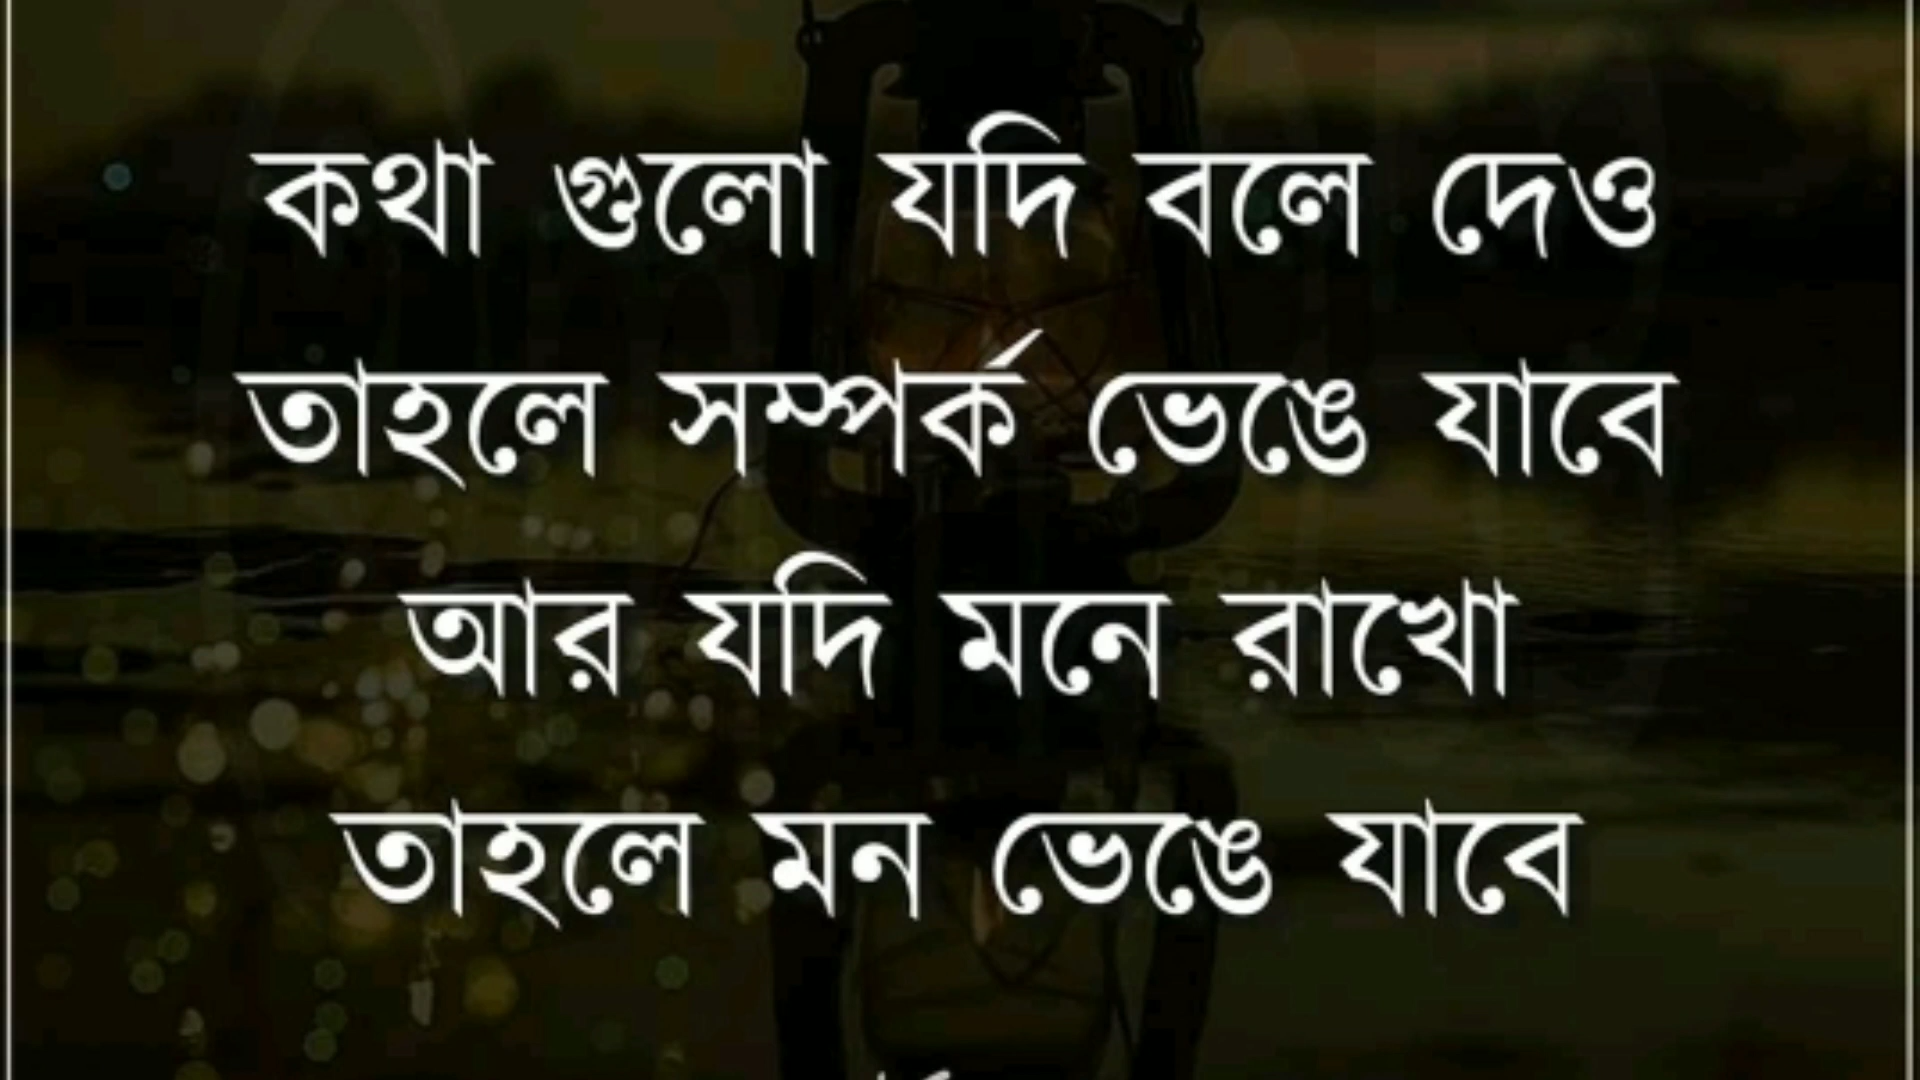 কথা গুলো যদি বলে দেও
তাহলে সম্পর্ক ভেঙে যাবে
আর যদি মনে রাখো
তাহলে মন ভেঙে যাবে